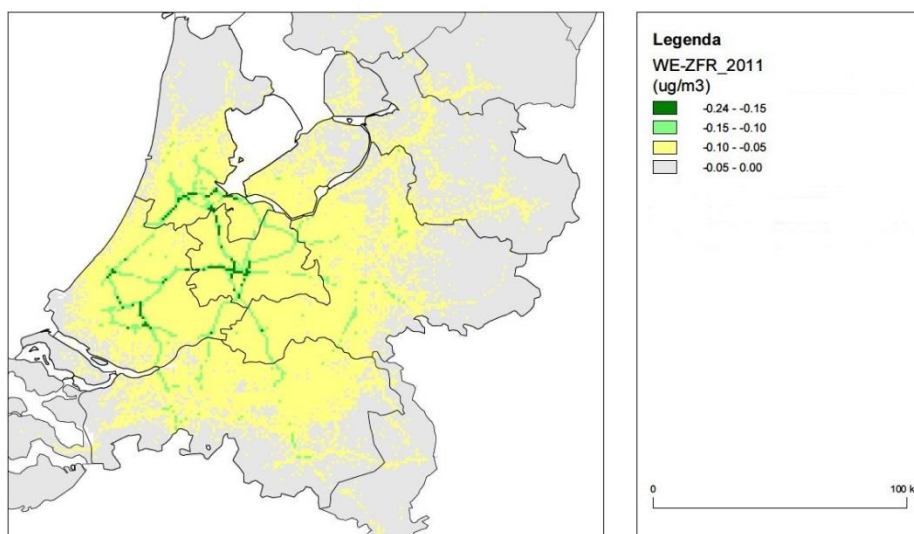 Legenda
WE-ZFR_2011
(ug/m3)
-0.24 - -0.15
-0.15 - -0.10
-0.10 - -0.05
-0.05 - 0.00
0 100 k